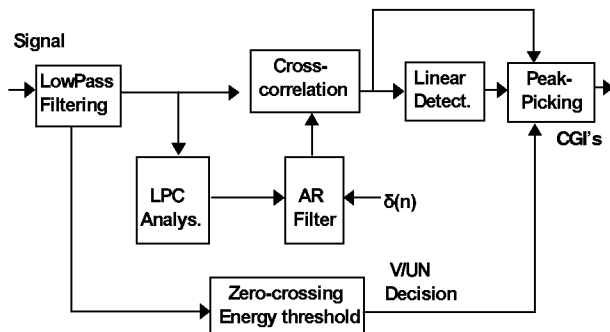 Signal
LowPass
Filtering
Cross-
correlation
Linear
Detect.
Peak-
Picking
CGI's
LPC
Analys.
AR
Filter
δ(n)
V/UN
Decision
Zero-crossing
Energy threshold